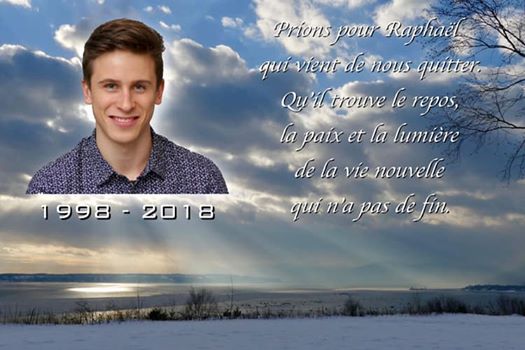 Prions pour Raphaël
qui vient de nous quitter.
Qu'il trouve le repos,
la paix et la lumière
de la vie nouvelle
qui n'a pas de fin.
1998 - 2018